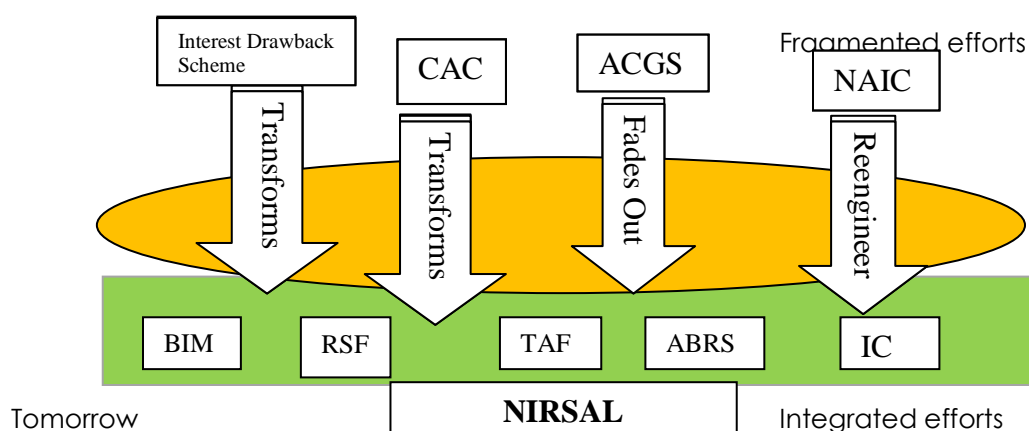 Interest Drawback
Scheme
CAC
ACGS
Fragmented efforts
NAIC
Transforms
Transforms
Fades Out
Reengineer
BIM
RSF
TAF
ABRS
IC
Tomorrow
NIRSAL
Integrated efforts